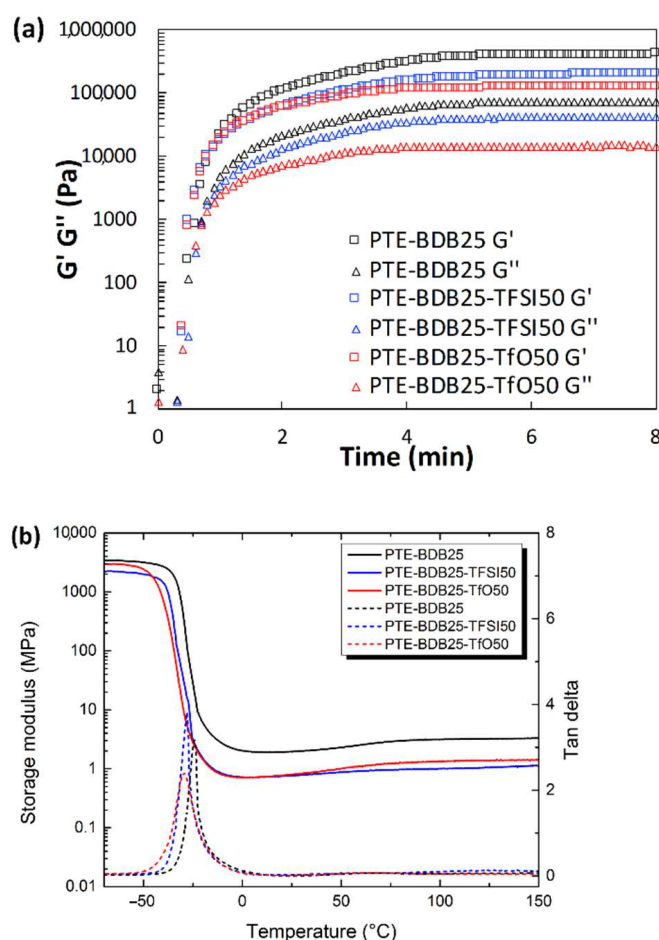 (a)
G' G'' (Pa)
1,000,000
100,000
10,000
1000
100
10
1
PTE-BDB25 G'
PTE-BDB25 G''
PTE-BDB25-TFSI50 G'
PTE-BDB25-TFSI50 G''
PTE-BDB25-TfO50 G'
PTE-BDB25-TfO50 G''
0 2 4 6 8
Time (min)
(b)
Storage modulus (MPa)
10,000
1000
100
10
1
0.1
0.01
PTE-BDB25
PTE-BDB25-TFSI50
PTE-BDB25-TfO50
PTE-BDB25
PTE-BDB25-TFSI50
PTE-BDB25-TfO50
8
6
4
2
0
Tan delta
−50 0 50 100 150
Temperature (°C)